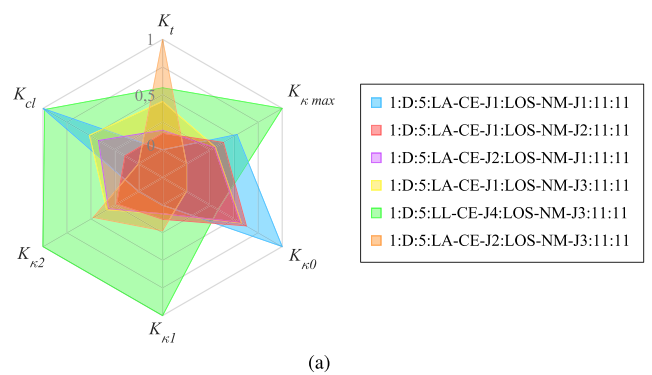 K_t
1
K_cl
0,5
K_κ max
0
1:D:5:LA-CE-J1:LOS-NM-J1:11:11
1:D:5:LA-CE-J1:LOS-NM-J2:11:11
1:D:5:LA-CE-J2:LOS-NM-J1:11:11
1:D:5:LA-CE-J1:LOS-NM-J3:11:11
1:D:5:LL-CE-J4:LOS-NM-J3:11:11
1:D:5:LA-CE-J2:LOS-NM-J3:11:11
K_κ2
K_κ0
K_κ1
(a)